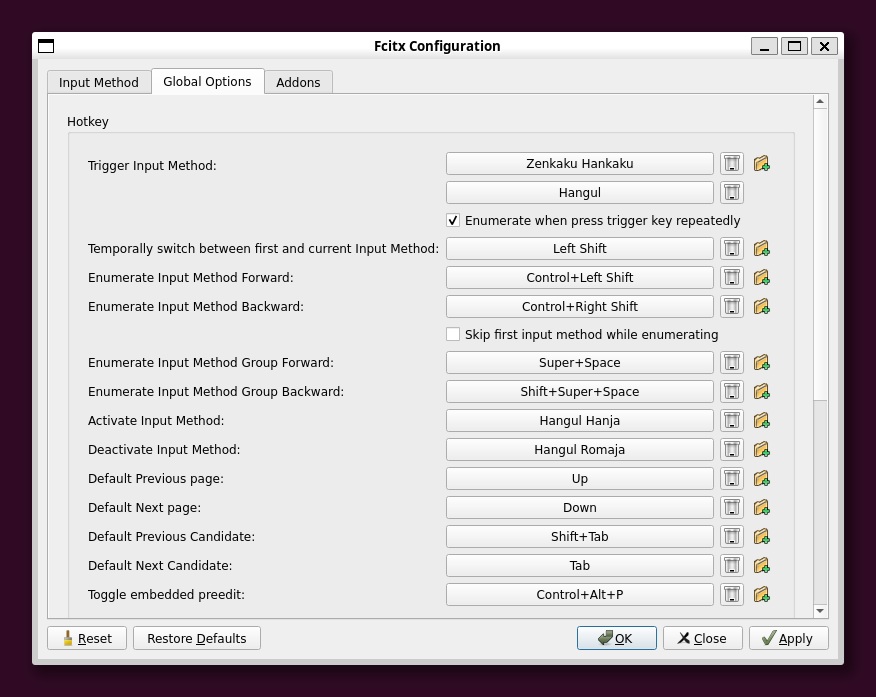 Fcitx Configuration
Input Method Global Options Addons
Hotkey
Trigger Input Method: Zenkaku Hankaku
Hangul
Enumerate when press trigger key repeatedly
Temporally switch between first and current Input Method: Left Shift
Enumerate Input Method Forward: Control+Left Shift
Enumerate Input Method Backward: Control+Right Shift
Skip first input method while enumerating
Enumerate Input Method Group Forward: Super+Space
Enumerate Input Method Group Backward: Shift+Super+Space
Activate Input Method: Hangul Hanja
Deactivate Input Method: Hangul Romaja
Default Previous page: Up
Default Next page: Down
Default Previous Candidate: Shift+Tab
Default Next Candidate: Tab
Toggle embedded preedit: Control+Alt+P
Reset Restore Defaults OK Close Apply